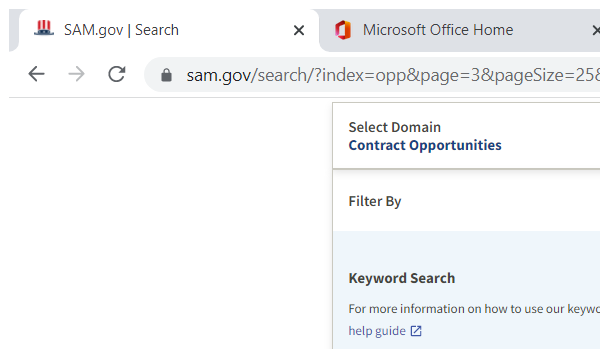 SAM.gov | Search
Microsoft Office Home
sam.gov/search/?index=opp&page=3&pageSize=25&
Select Domain
Contract Opportunities
Filter By
Keyword Search
For more information on how to use our keywo
help guide